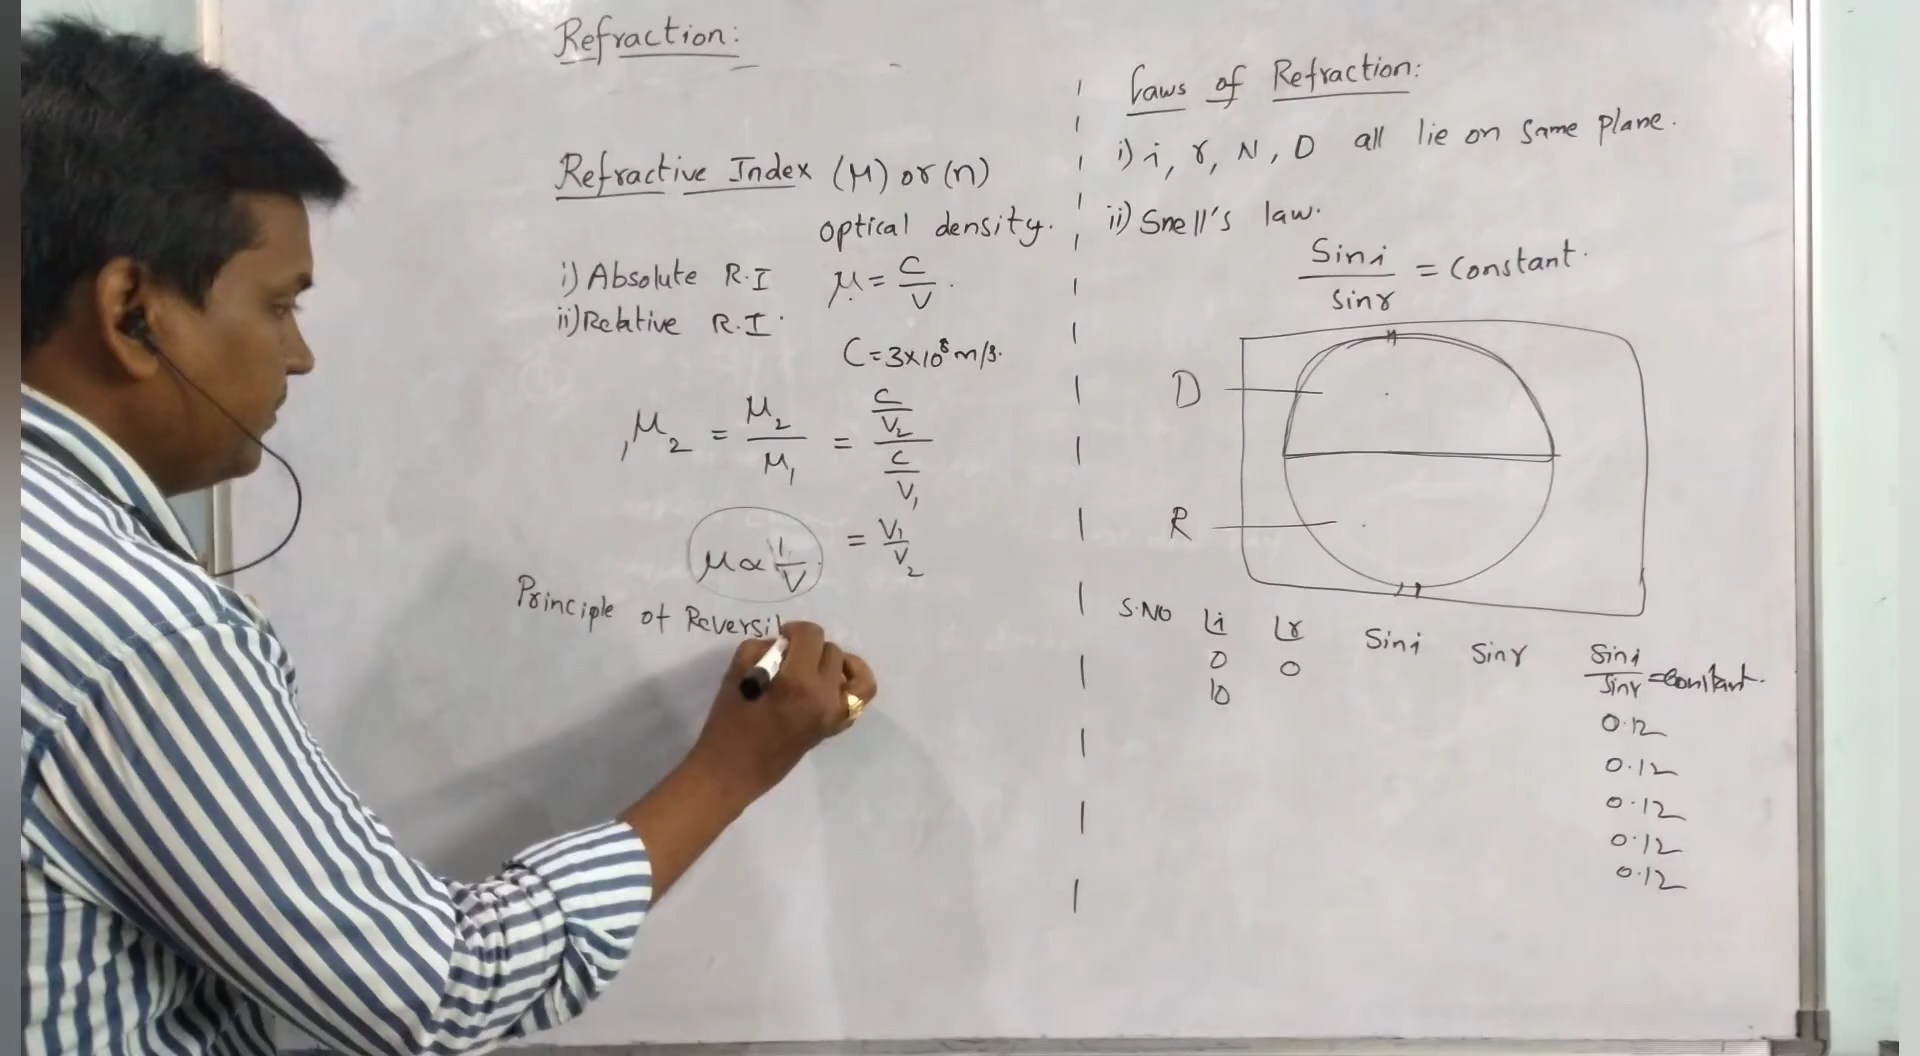 Refraction:
Refractive Index (μ) or (n)
optical density.
i) Absolute R.I μ = C/V.
ii) Relative R.I.
C = 3×10⁸ m/s.
₁μ₂ = μ₂/μ₁ = (C/V₂)/(C/V₁)
μ ∝ 1/V. = V₁/V₂
Principle of Reversi
Laws of Refraction:
i) i, r, N, D all lie on same plane.
ii) Snell's law.
Sin i / sin r = Constant.
D
R
S.NO ∠i ∠r Sin i Sin r Sin i / Sin r = Constant.
0 0
10
0.12
0.12
0.12
0.12
0.12